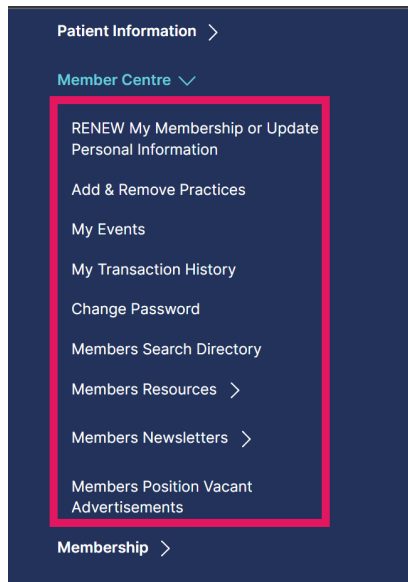 Patient Information
Member Centre
RENEW My Membership or Update
Personal Information
Add & Remove Practices
My Events
My Transaction History
Change Password
Members Search Directory
Members Resources
Members Newsletters
Members Position Vacant
Advertisements
Membership